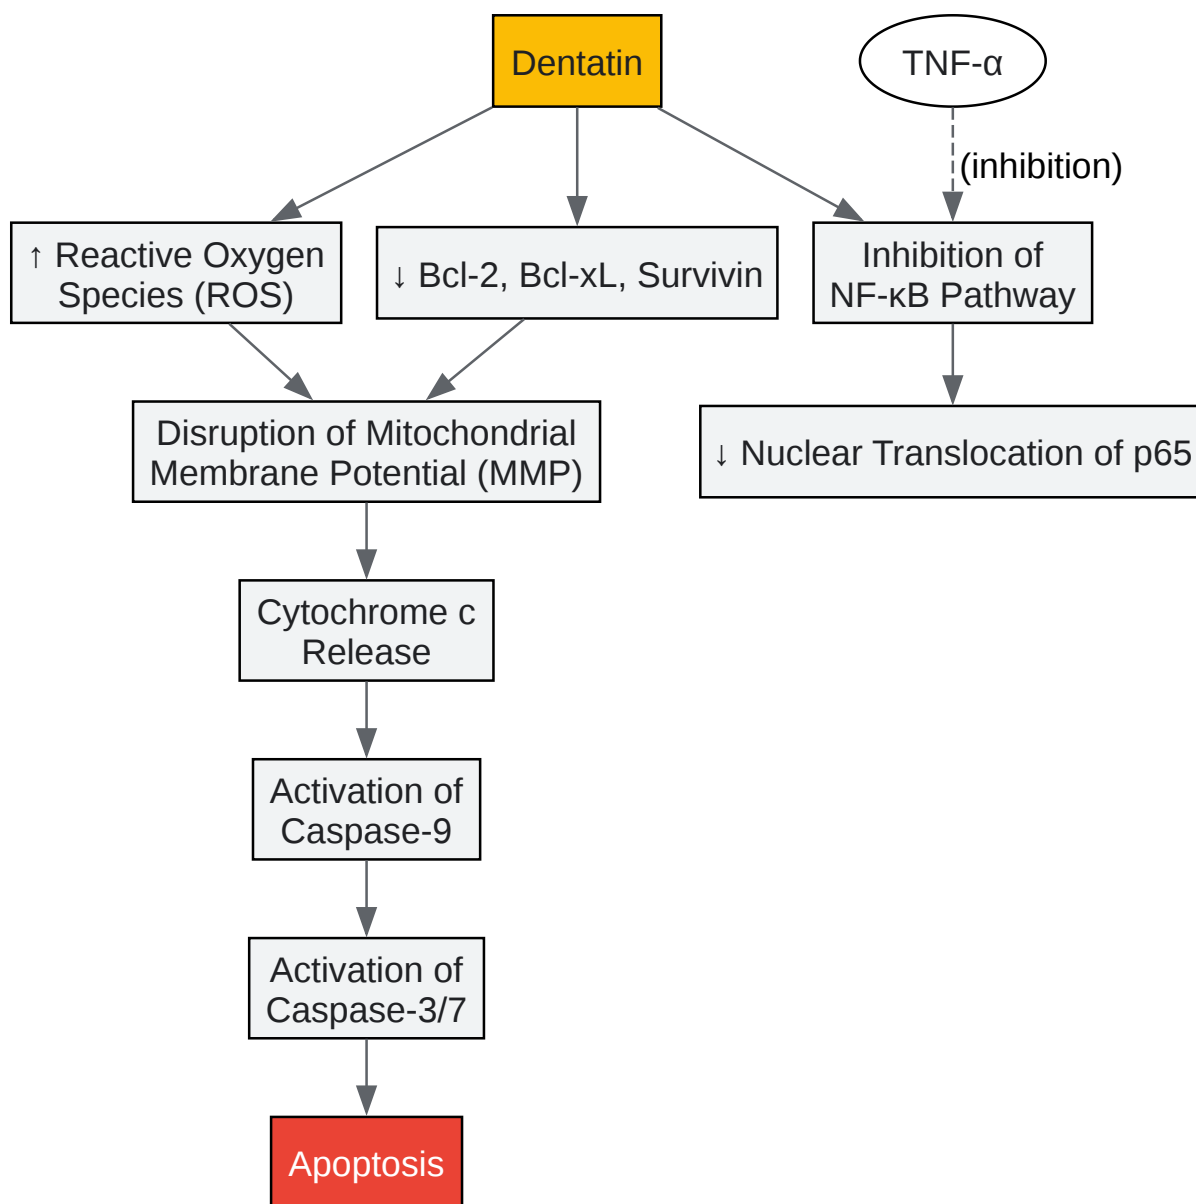 Dentatin
TNF-α
(inhibition)
↑ Reactive Oxygen
Species (ROS)
↓ Bcl-2, Bcl-xL, Survivin
Inhibition of
NF-κB Pathway
Disruption of Mitochondrial
Membrane Potential (MMP)
↓ Nuclear Translocation of p65
Cytochrome c
Release
Activation of
Caspase-9
Activation of
Caspase-3/7
Apoptosis